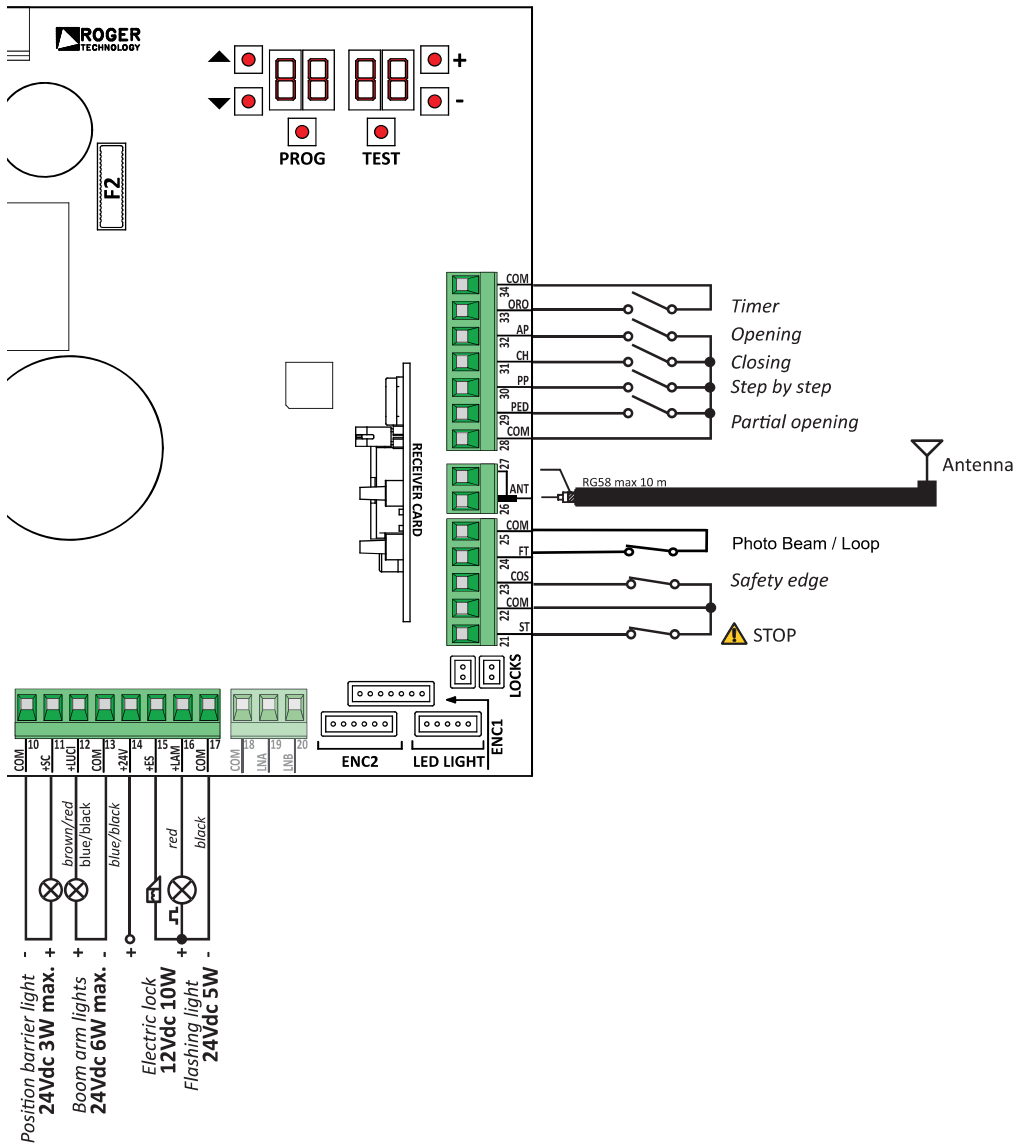 ROGER
TECHNOLOGY
+
-
PROG
TEST
F2
COM
34
ORO
33
AP
32
CH
31
PP
30
PED
29
COM
28
27
ANT
26
COM
25
FT
24
COS
23
COM
22
ST
21
Timer
Opening
Closing
Step by step
Partial opening
Antenna
RG58 max 10 m
Photo Beam / Loop
Safety edge
STOP
RECEIVER CARD
LOCKS
ENC1
ENC2
LED LIGHT
10 11 12 13 14 15 16 17
COM +SC +LUCI COM +24V +ES +LAM COM
18 19 20
COM LNA LNB
brown/red
blue/black
blue/black
red
black
- + + - + + -
Position barrier light
24Vdc 3W max.
Boom arm lights
24Vdc 6W max.
Electric lock
12Vdc 10W
Flashing light
24Vdc 5W